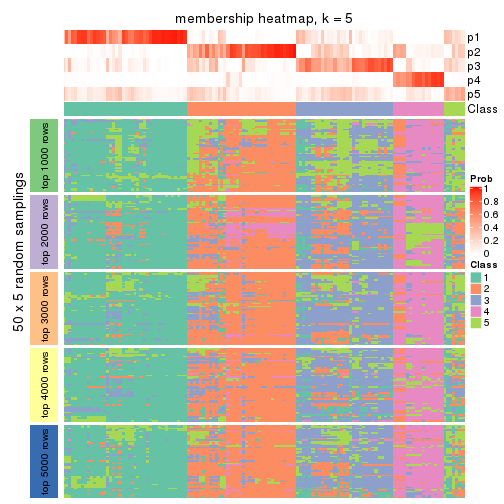 membership heatmap, k = 5
p1
p2
p3
p4
p5
Class
50 x 5 random samplings
top 1000 rows
top 2000 rows
top 3000 rows
top 4000 rows
top 5000 rows
Prob
1
0.8
0.6
0.4
0.2
0
Class
1
2
3
4
5